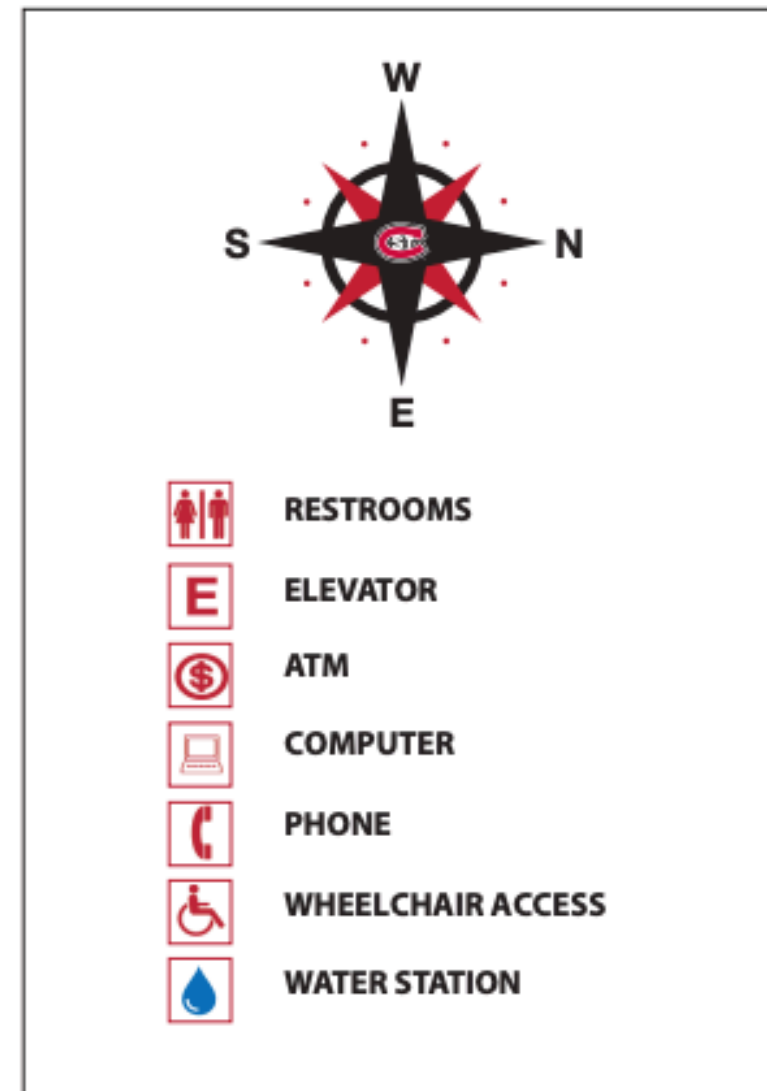 W
S N
E
RESTROOMS
E ELEVATOR
$ ATM
COMPUTER
PHONE
WHEELCHAIR ACCESS
WATER STATION